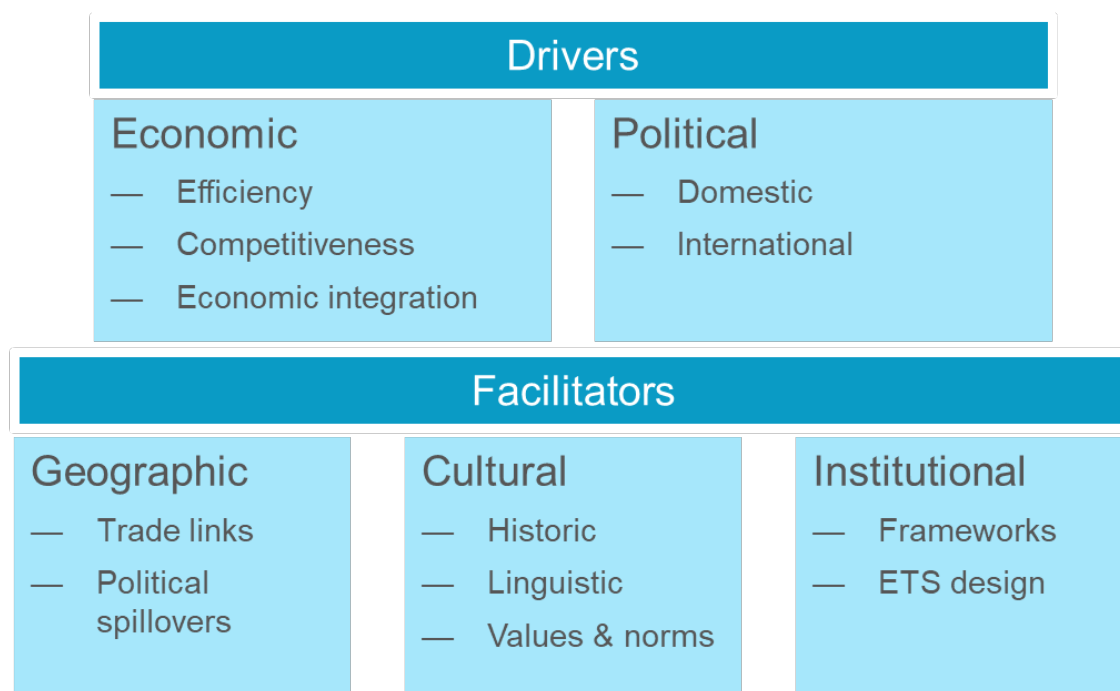 Drivers
Economic
— Efficiency
— Competitiveness
— Economic integration
Political
— Domestic
— International
Facilitators
Geographic
— Trade links
— Political
spillovers
Cultural
— Historic
— Linguistic
— Values & norms
Institutional
— Frameworks
— ETS design